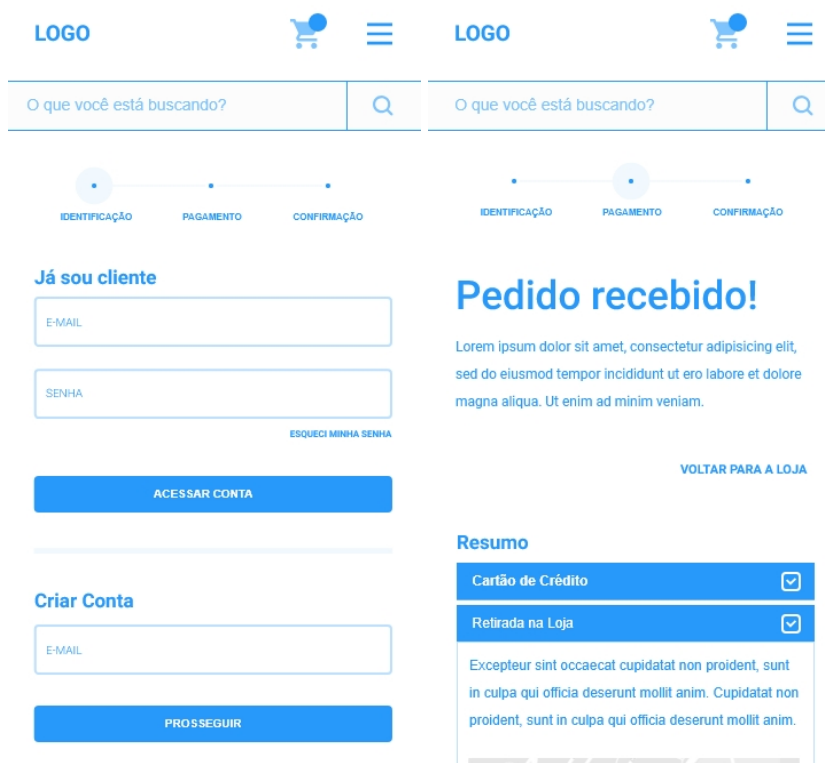 LOGO
O que você está buscando?
IDENTIFICAÇÃO PAGAMENTO CONFIRMAÇÃO
Já sou cliente
E-MAIL
SENHA
ESQUECI MINHA SENHA
ACESSAR CONTA
Criar Conta
E-MAIL
PROSSEGUIR
LOGO
O que você está buscando?
IDENTIFICAÇÃO PAGAMENTO CONFIRMAÇÃO
Pedido recebido!
Lorem ipsum dolor sit amet, consectetur adipisicing elit,
sed do eiusmod tempor incididunt ut ero labore et dolore
magna aliqua. Ut enim ad minim veniam.
VOLTAR PARA A LOJA
Resumo
Cartão de Crédito
Retirada na Loja
Excepteur sint occaecat cupidatat non proident, sunt
in culpa qui officia deserunt mollit anim. Cupidatat non
proident, sunt in culpa qui officia deserunt mollit anim.